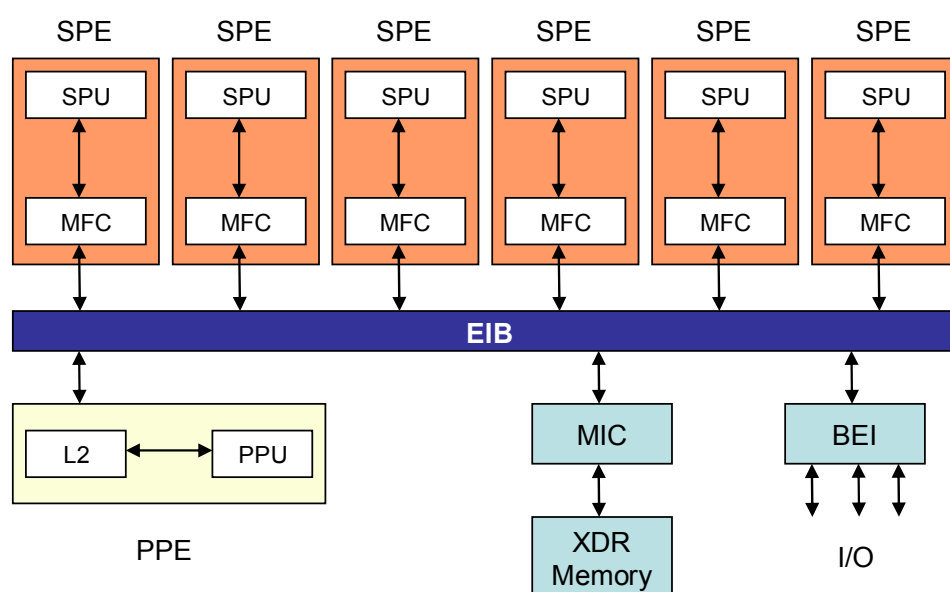 SPE SPE SPE SPE SPE SPE
SPU SPU SPU SPU SPU SPU
MFC MFC MFC MFC MFC MFC
EIB
L2 PPU MIC BEI
PPE
XDR
Memory
I/O